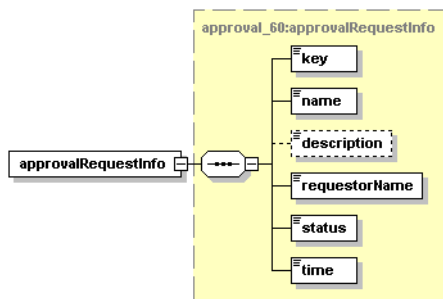 approval_60:approvalRequestInfo
key
name
description
approvalRequestInfo
requestorName
status
time